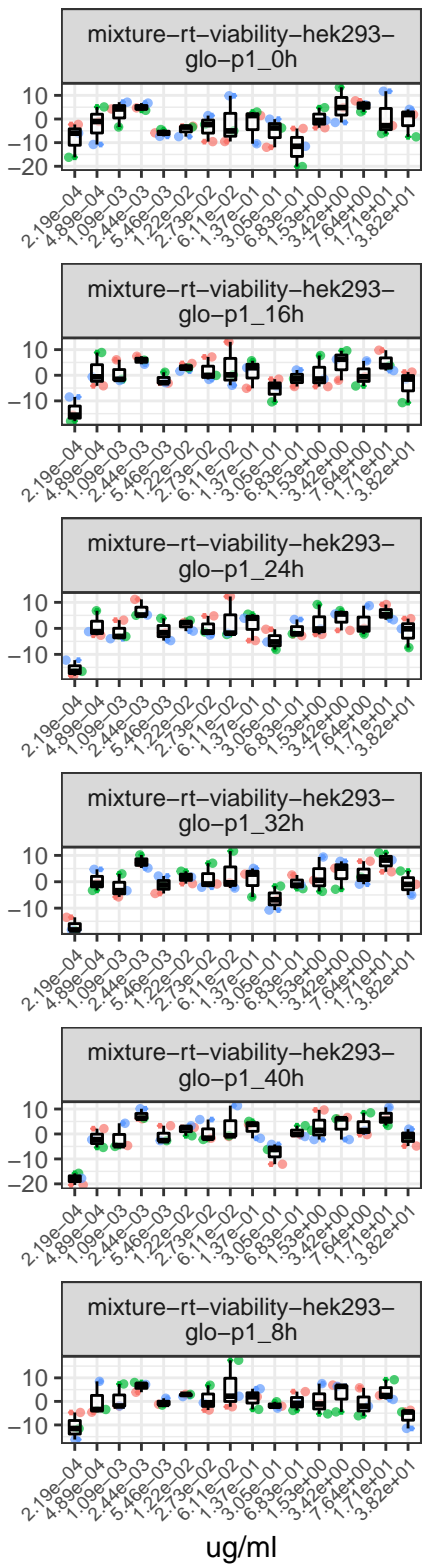 mixture−rt−viability−hek293−
glo−p1_0h
10
0
−10
−20
2.19e−04
4.89e−04
1.09e−03
2.44e−03
5.46e−03
1.22e−02
2.73e−02
6.11e−02
1.37e−01
3.05e−01
6.83e−01
1.53e+00
3.42e+00
7.64e+00
1.71e+01
3.82e+01
mixture−rt−viability−hek293−
glo−p1_16h
10
0
−10
2.19e−04
4.89e−04
1.09e−03
2.44e−03
5.46e−03
1.22e−02
2.73e−02
6.11e−02
1.37e−01
3.05e−01
6.83e−01
1.53e+00
3.42e+00
7.64e+00
1.71e+01
3.82e+01
mixture−rt−viability−hek293−
glo−p1_24h
10
0
−10
2.19e−04
4.89e−04
1.09e−03
2.44e−03
5.46e−03
1.22e−02
2.73e−02
6.11e−02
1.37e−01
3.05e−01
6.83e−01
1.53e+00
3.42e+00
7.64e+00
1.71e+01
3.82e+01
mixture−rt−viability−hek293−
glo−p1_32h
10
0
−10
2.19e−04
4.89e−04
1.09e−03
2.44e−03
5.46e−03
1.22e−02
2.73e−02
6.11e−02
1.37e−01
3.05e−01
6.83e−01
1.53e+00
3.42e+00
7.64e+00
1.71e+01
3.82e+01
mixture−rt−viability−hek293−
glo−p1_40h
10
0
−10
−20
2.19e−04
4.89e−04
1.09e−03
2.44e−03
5.46e−03
1.22e−02
2.73e−02
6.11e−02
1.37e−01
3.05e−01
6.83e−01
1.53e+00
3.42e+00
7.64e+00
1.71e+01
3.82e+01
mixture−rt−viability−hek293−
glo−p1_8h
10
0
−10
2.19e−04
4.89e−04
1.09e−03
2.44e−03
5.46e−03
1.22e−02
2.73e−02
6.11e−02
1.37e−01
3.05e−01
6.83e−01
1.53e+00
3.42e+00
7.64e+00
1.71e+01
3.82e+01
ug/ml